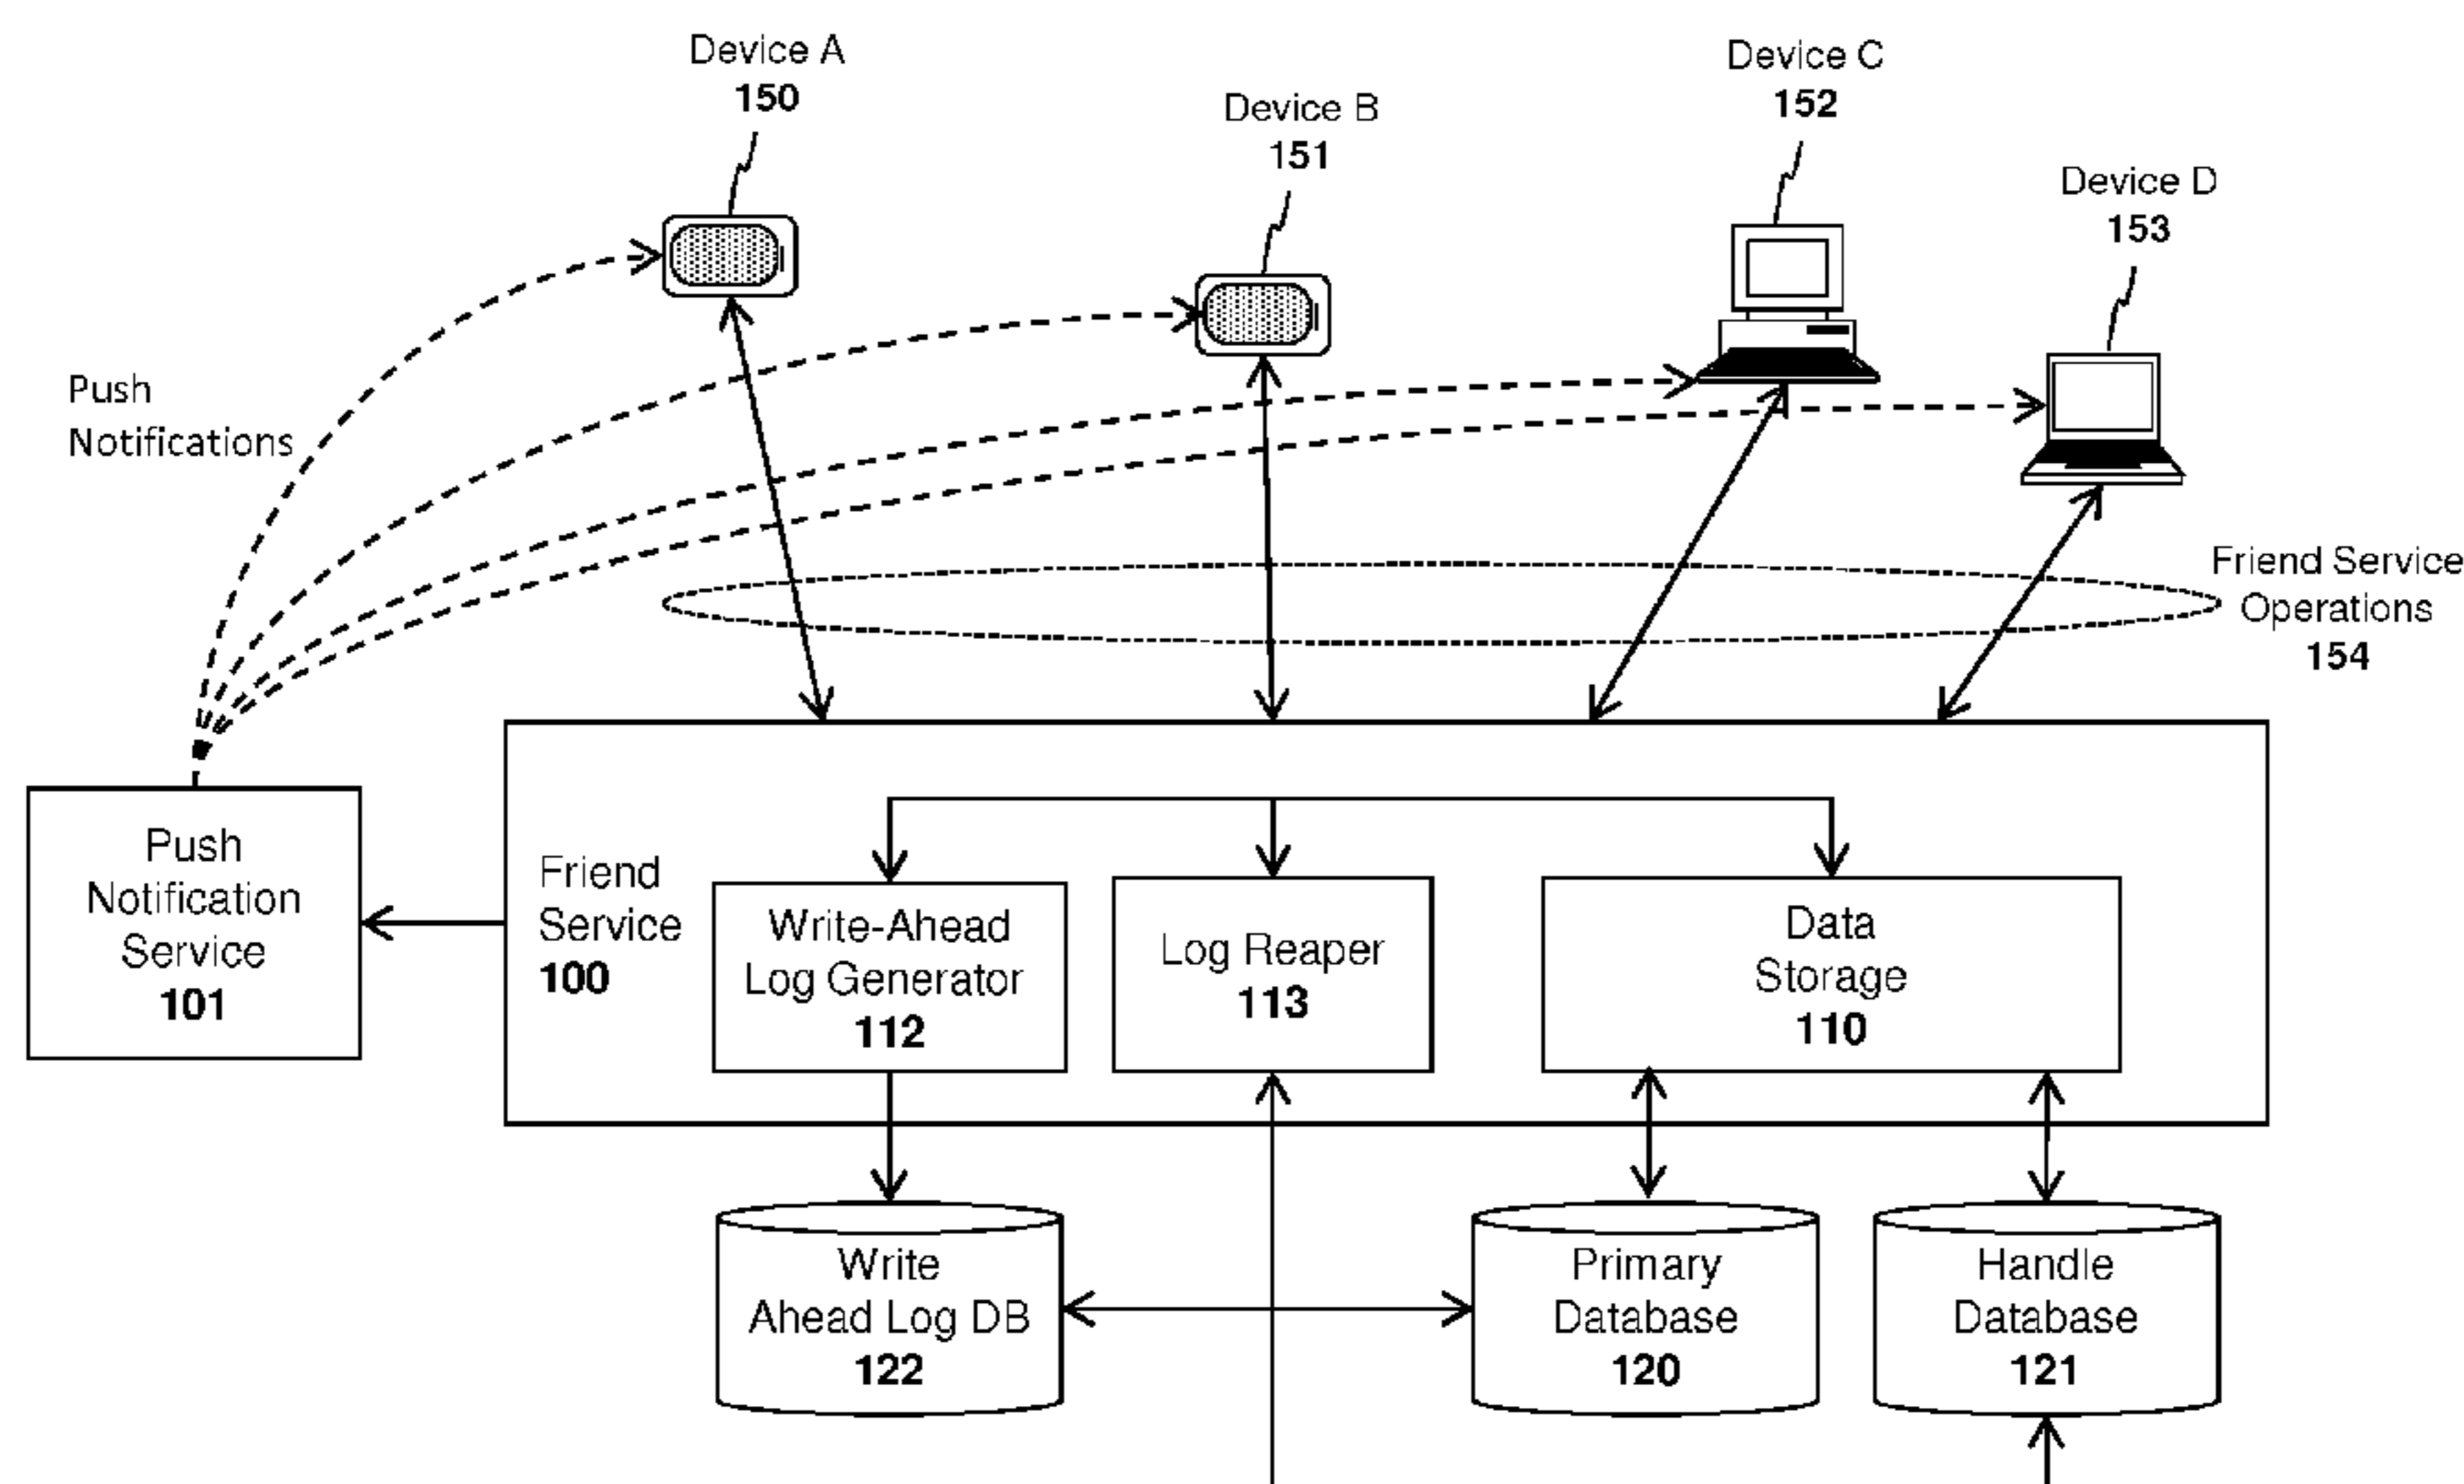 Device A
150
Device B
151
Device C
152
Device D
153
Push
Notifications
Friend Service
Operations
154
Push
Notification
Service
101
Friend
Service
100
Write-Ahead
Log Generator
112
Log Reaper
113
Data
Storage
110
Write
Ahead Log DB
122
Primary
Database
120
Handle
Database
121